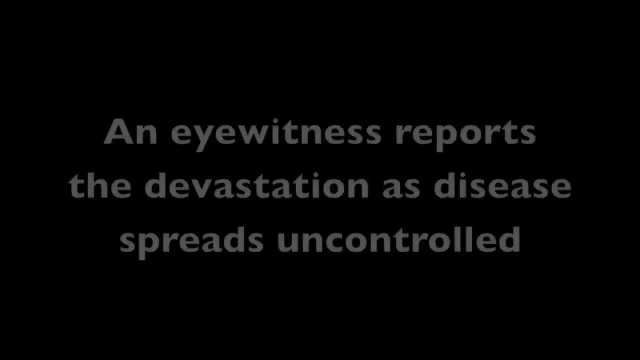 An eyewitness reports
the devastation as disease
spreads uncontrolled